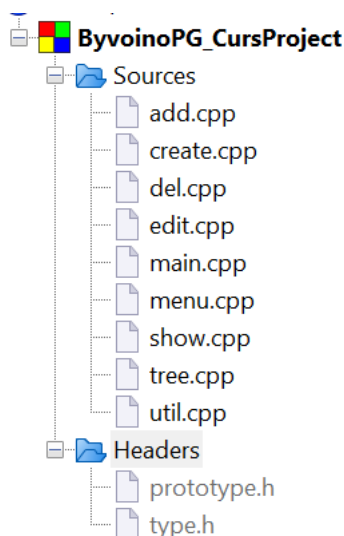 ByvoinoPG_CursProject
Sources
add.cpp
create.cpp
del.cpp
edit.cpp
main.cpp
menu.cpp
show.cpp
tree.cpp
util.cpp
Headers
prototype.h
type.h